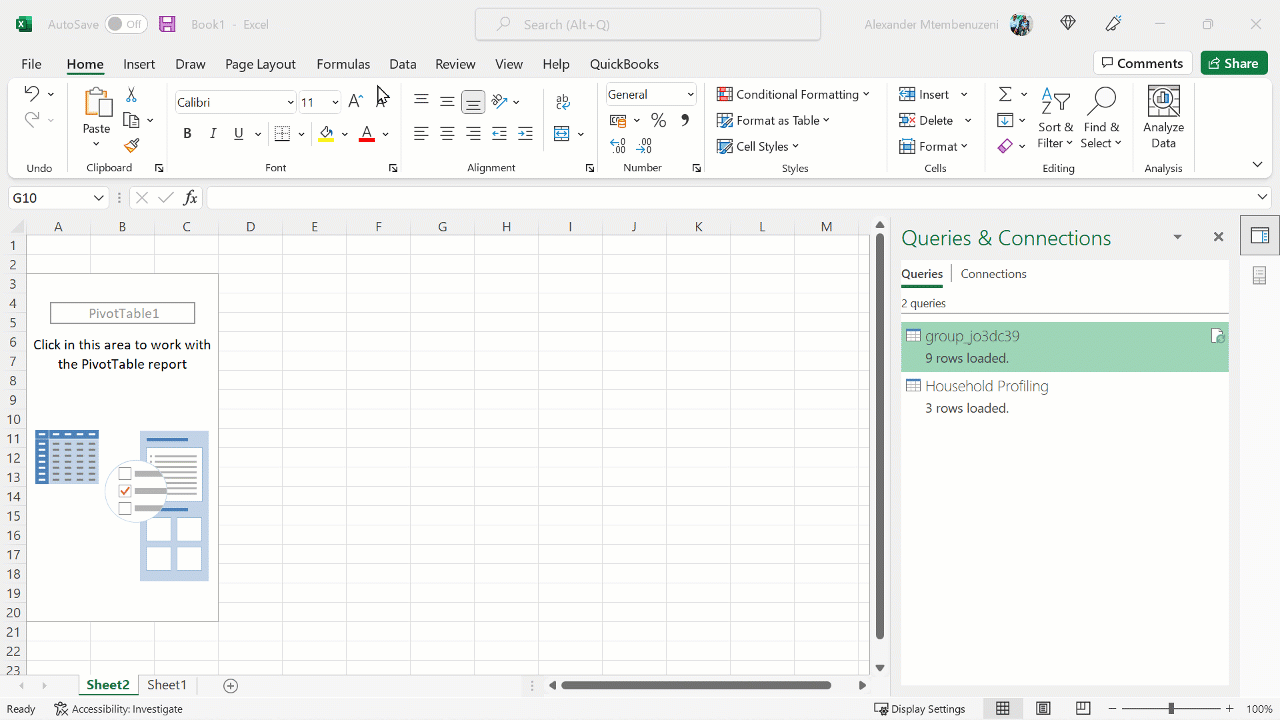 AutoSave Off Book1 - Excel Search (Alt+Q) Alexander Mtembenuzeni
File Home Insert Draw Page Layout Formulas Data Review View Help QuickBooks Comments Share
Calibri 11 General Conditional Formatting Insert
Paste Format as Table Delete Sort & Find & Analyze
B I U A % , Cell Styles Format Filter Select Data
Undo Clipboard Font Alignment Number Styles Cells Editing Analysis
G10 fx
A B C D E F G H I J K L M
1
2
3
4
5
6
7
8
9
10
11
12
13
14
15
16
17
18
19
20
21
22
23
PivotTable1
Click in this area to work with
the PivotTable report
Queries & Connections
Queries Connections
2 queries
group_jo3dc39
9 rows loaded.
Household Profiling
3 rows loaded.
Sheet2 Sheet1
Ready Accessibility: Investigate Display Settings 100%